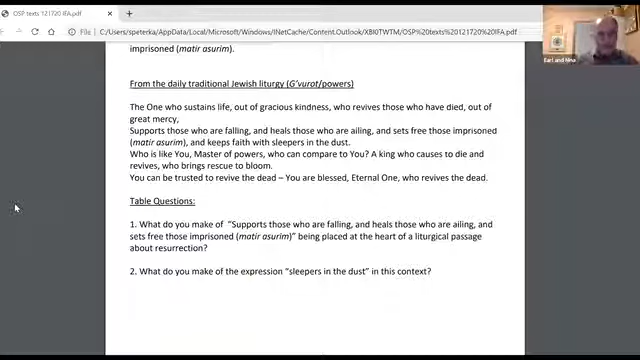 OSP texts 121720 IFA.pdf
File
C:/Users/speterka/AppData/Local/Microsoft/Windows/INetCache/Content.Outlook/XBKI0TWTM/OSP%20texts%20121720%20IFA.pdf
Earl and Nina
imprisoned (matir asurim).
From the daily traditional Jewish liturgy (G'vurot/powers)
The One who sustains life, out of gracious kindness, who revives those who have died, out of
great mercy,
Supports those who are falling, and heals those who are ailing, and sets free those imprisoned
(matir asurim), and keeps faith with sleepers in the dust.
Who is like You, Master of powers, who can compare to You? A king who causes to die and
revives, who brings rescue to bloom.
You can be trusted to revive the dead – You are blessed, Eternal One, who revives the dead.
Table Questions:
1. What do you make of "Supports those who are falling, and heals those who are ailing, and
sets free those imprisoned (matir asurim)" being placed at the heart of a liturgical passage
about resurrection?
2. What do you make of the expression "sleepers in the dust" in this context?